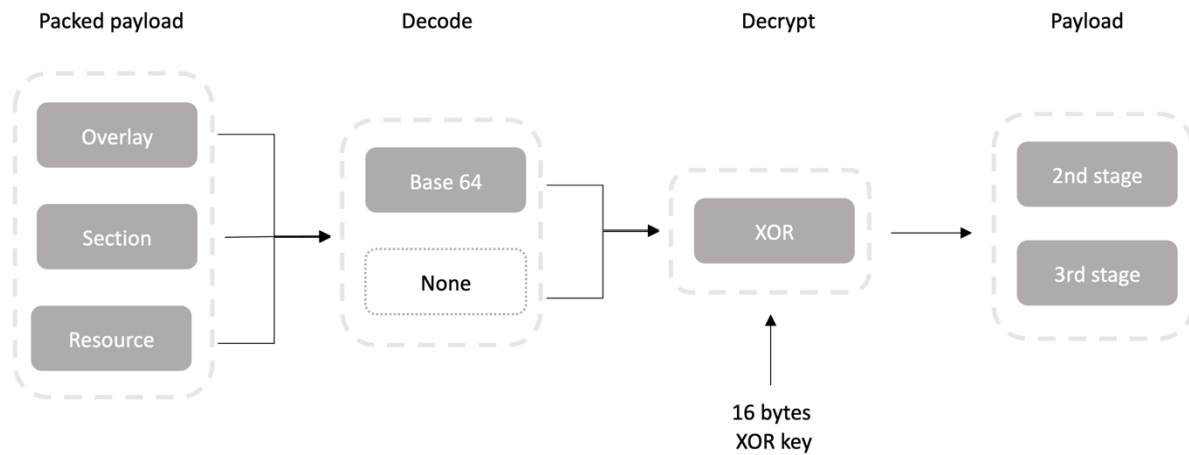 Packed payload
Decode
Decrypt
Payload
Overlay
Section
Resource
Base 64
None
XOR
16 bytes
XOR key
2nd stage
3rd stage